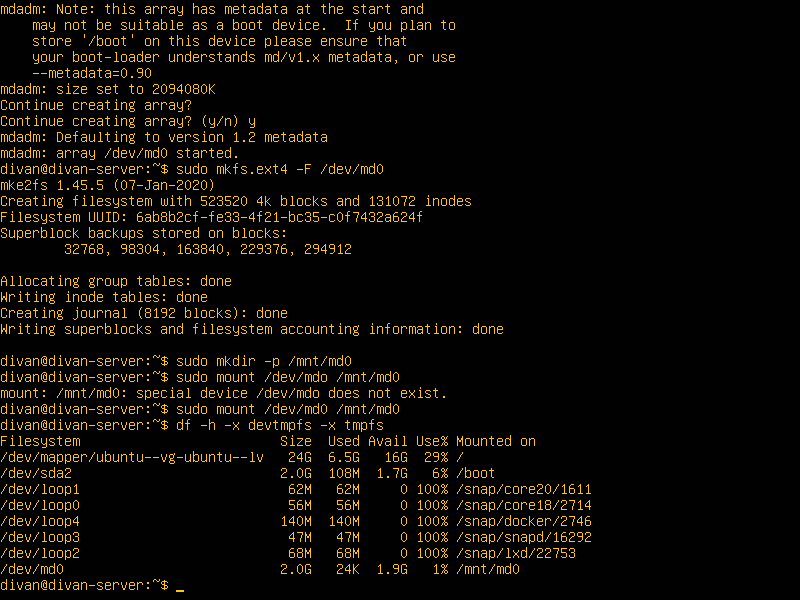 mdadm: Note: this array has metadata at the start and
    may not be suitable as a boot device.  If you plan to
    store '/boot' on this device please ensure that
    your boot-loader understands md/v1.x metadata, or use
    --metadata=0.90
mdadm: size set to 2094080K
Continue creating array?
Continue creating array? (y/n) y
mdadm: Defaulting to version 1.2 metadata
mdadm: array /dev/md0 started.
divan@divan-server:~$ sudo mkfs.ext4 -F /dev/md0
mke2fs 1.45.5 (07-Jan-2020)
Creating filesystem with 523520 4k blocks and 131072 inodes
Filesystem UUID: 6ab8b2cf-fe33-4f21-bc35-c0f7432a624f
Superblock backups stored on blocks:
        32768, 98304, 163840, 229376, 294912

Allocating group tables: done
Writing inode tables: done
Creating journal (8192 blocks): done
Writing superblocks and filesystem accounting information: done

divan@divan-server:~$ sudo mkdir -p /mnt/md0
divan@divan-server:~$ sudo mount /dev/mdo /mnt/md0
mount: /mnt/md0: special device /dev/mdo does not exist.
divan@divan-server:~$ sudo mount /dev/md0 /mnt/md0
divan@divan-server:~$ df -h -x devtmpfs -x tmpfs
Filesystem                         Size  Used Avail Use% Mounted on
/dev/mapper/ubuntu--vg-ubuntu--lv   24G  6.5G   16G  29% /
/dev/sda2                          2.0G  108M  1.7G   6% /boot
/dev/loop1                          62M   62M     0 100% /snap/core20/1611
/dev/loop0                          56M   56M     0 100% /snap/core18/2714
/dev/loop4                         140M  140M     0 100% /snap/docker/2746
/dev/loop3                          47M   47M     0 100% /snap/snapd/16292
/dev/loop2                          68M   68M     0 100% /snap/lxd/22753
/dev/md0                           2.0G   24K  1.9G   1% /mnt/md0
divan@divan-server:~$ _